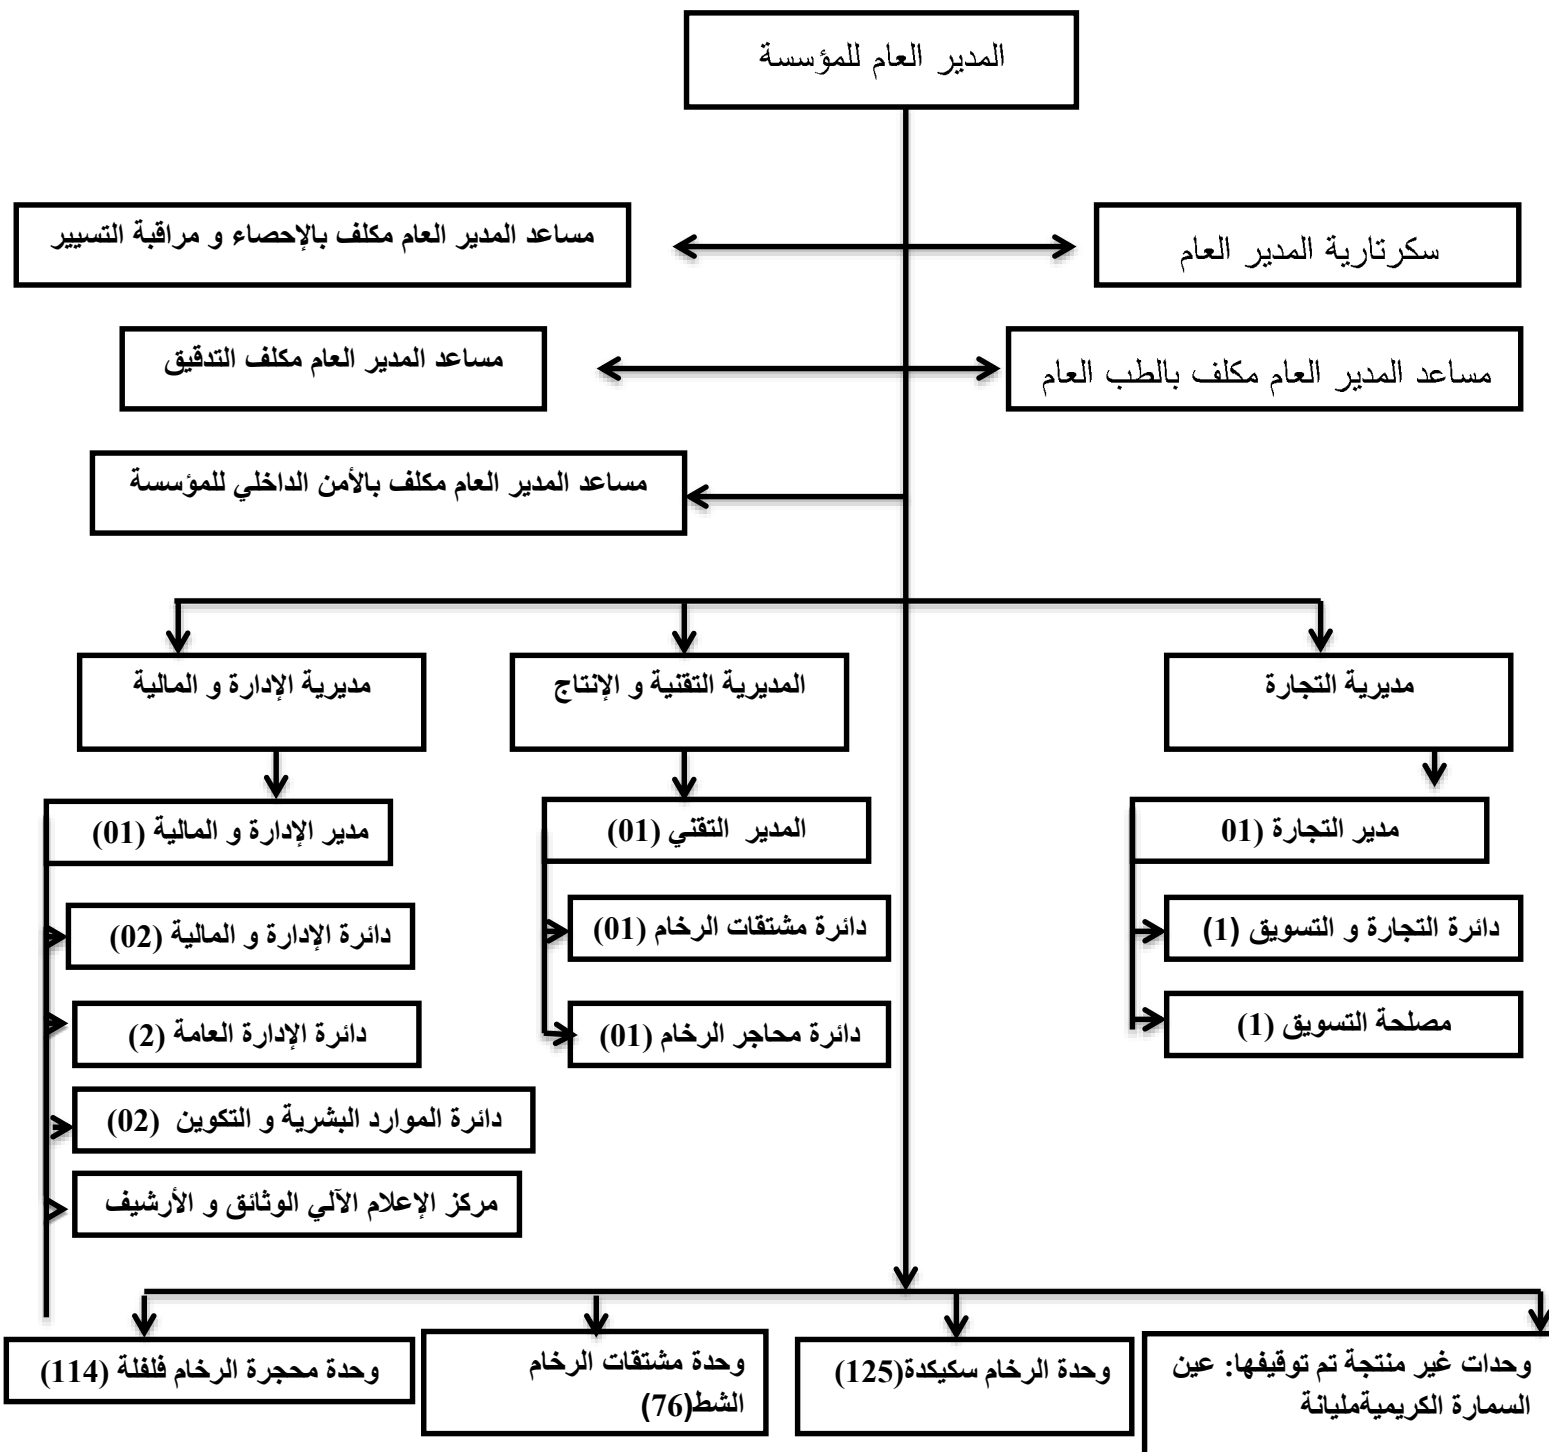 المدير العام للمؤسسة
سكرتارية المدير العام
مساعد المدير العام مكلف بالإحصاء و مراقبة التسيير
مساعد المدير العام مكلف بالطب العام
مساعد المدير العام مكلف التدقيق
مساعد المدير العام مكلف بالأمن الداخلي للمؤسسة
مديرية التجارة
المديرية التقنية و الإنتاج
مديرية الإدارة و المالية
مدير التجارة (01
المدير التقني (01)
مدير الإدارة و المالية (01)
دائرة التجارة و التسويق (1)
دائرة مشتقات الرخام (01)
دائرة الإدارة و المالية (02)
مصلحة التسويق (1)
دائرة محاجر الرخام (01)
دائرة الإدارة العامة (2)
دائرة الموارد البشرية و التكوين (02)
مركز الإعلام الآلي الوثائق و الأرشيف
وحدات غير منتجة تم توقيفها: عين
السمارة الكريميةمليانة
وحدة الرخام سكيكدة(125)
وحدة مشتقات الرخام
الشط(76)
وحدة محجرة الرخام فلفلة (114)